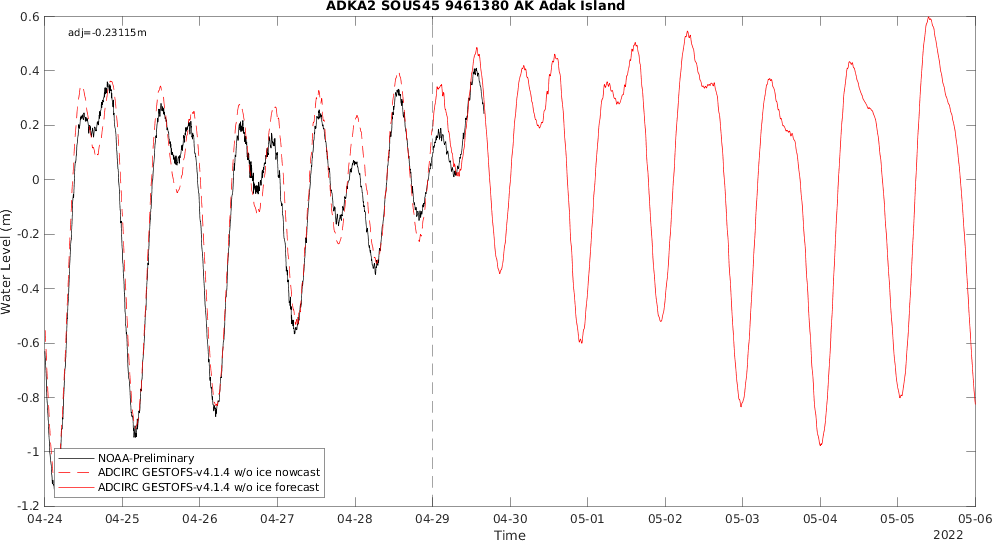 ADKA2 SOUS45 9461380 AK Adak Island
adj=-0.23115m
0.6
0.4
0.2
0
-0.2
-0.4
-0.6
-0.8
-1
-1.2
Water Level (m)
NOAA-Preliminary
ADCIRC GESTOFS-v4.1.4 w/o ice nowcast
ADCIRC GESTOFS-v4.1.4 w/o ice forecast
04-24 04-25 04-26 04-27 04-28 04-29 04-30 05-01 05-02 05-03 05-04 05-05 05-06
Time
2022